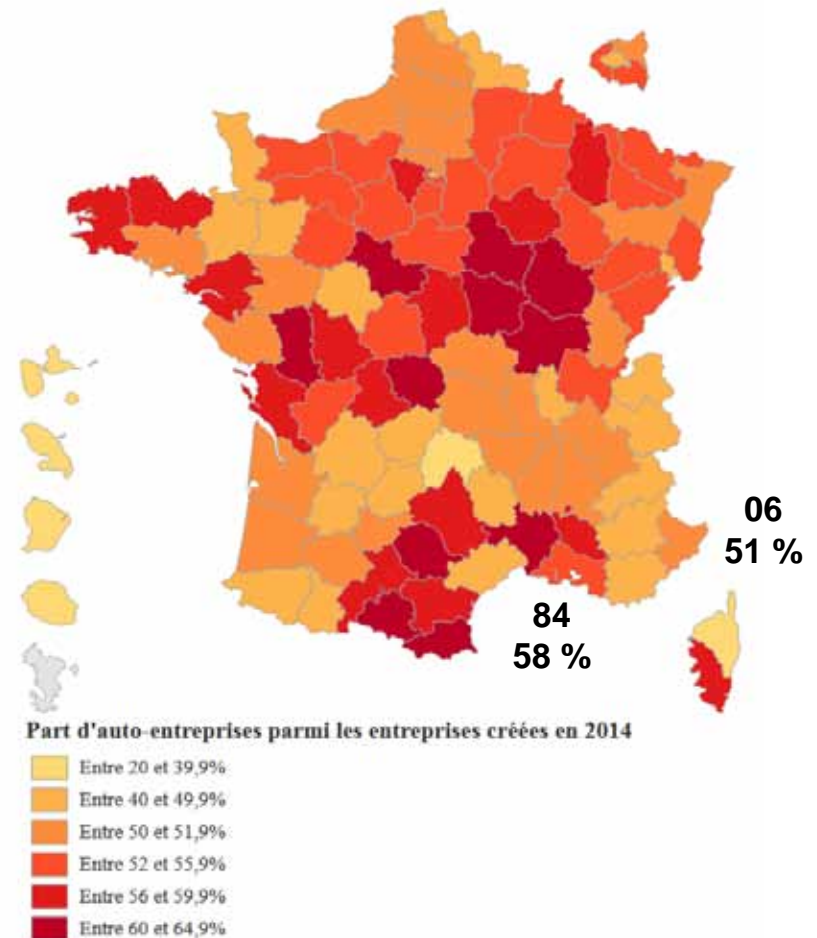 06
51 %
84
58 %
Part d'auto-entreprises parmi les entreprises créées en 2014
Entre 20 et 39,9%
Entre 40 et 49,9%
Entre 50 et 51,9%
Entre 52 et 55,9%
Entre 56 et 59,9%
Entre 60 et 64,9%